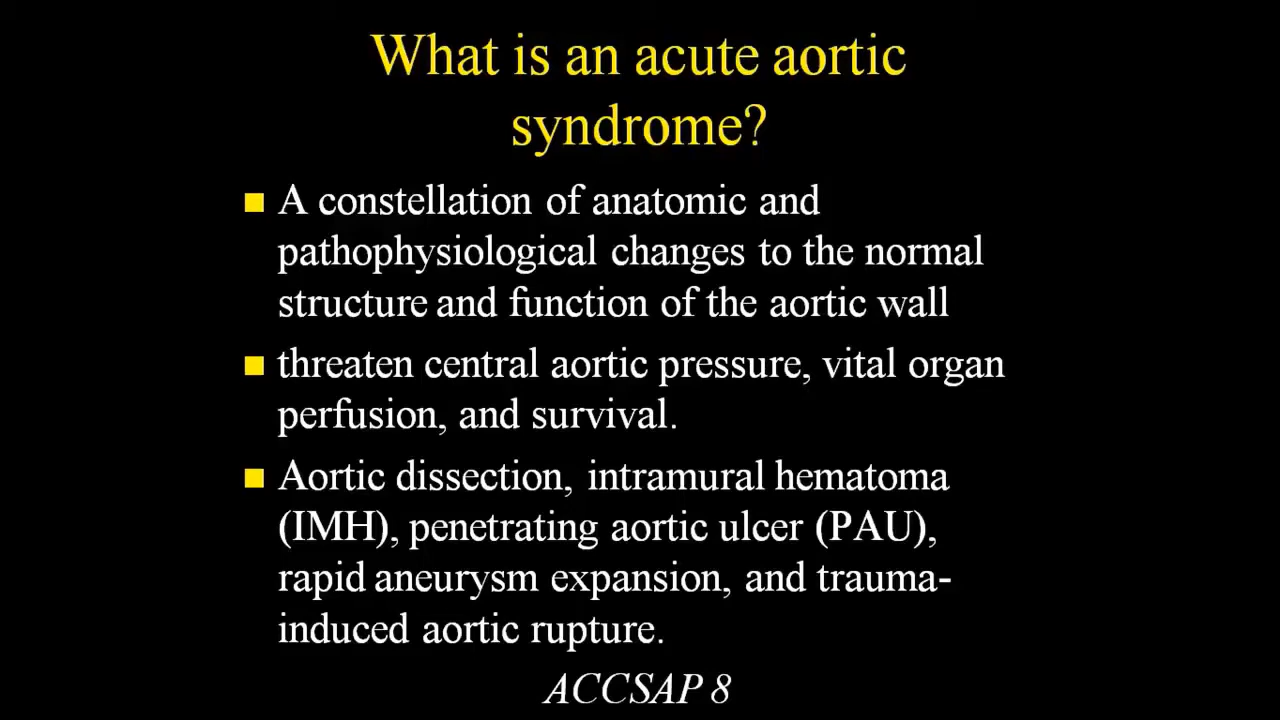 What is an acute aortic
syndrome?
A constellation of anatomic and
pathophysiological changes to the normal
structure and function of the aortic wall
threaten central aortic pressure, vital organ
perfusion, and survival.
Aortic dissection, intramural hematoma
(IMH), penetrating aortic ulcer (PAU),
rapid aneurysm expansion, and trauma-
induced aortic rupture.
ACCSAP 8